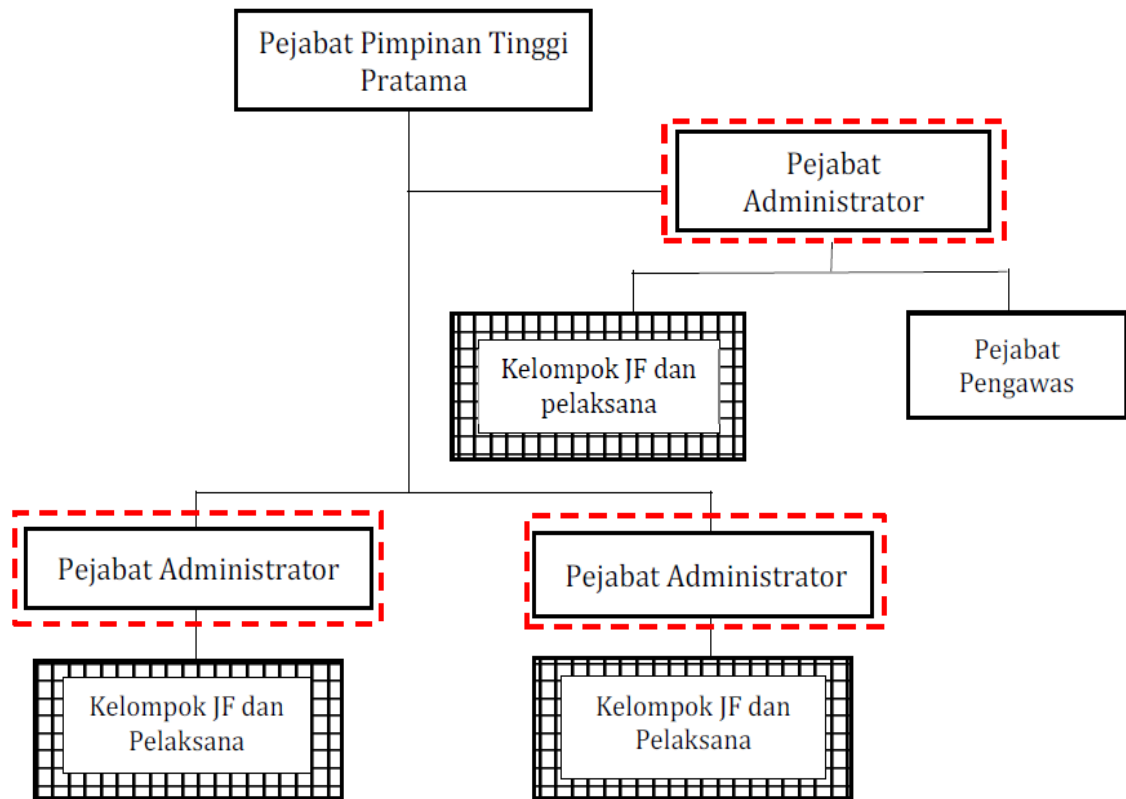 Pejabat Pimpinan Tinggi
Pratama
Pejabat
Administrator
Kelompok JF dan
pelaksana
Pejabat
Pengawas
Pejabat Administrator
Pejabat Administrator
Kelompok JF dan
Pelaksana
Kelompok JF dan
Pelaksana